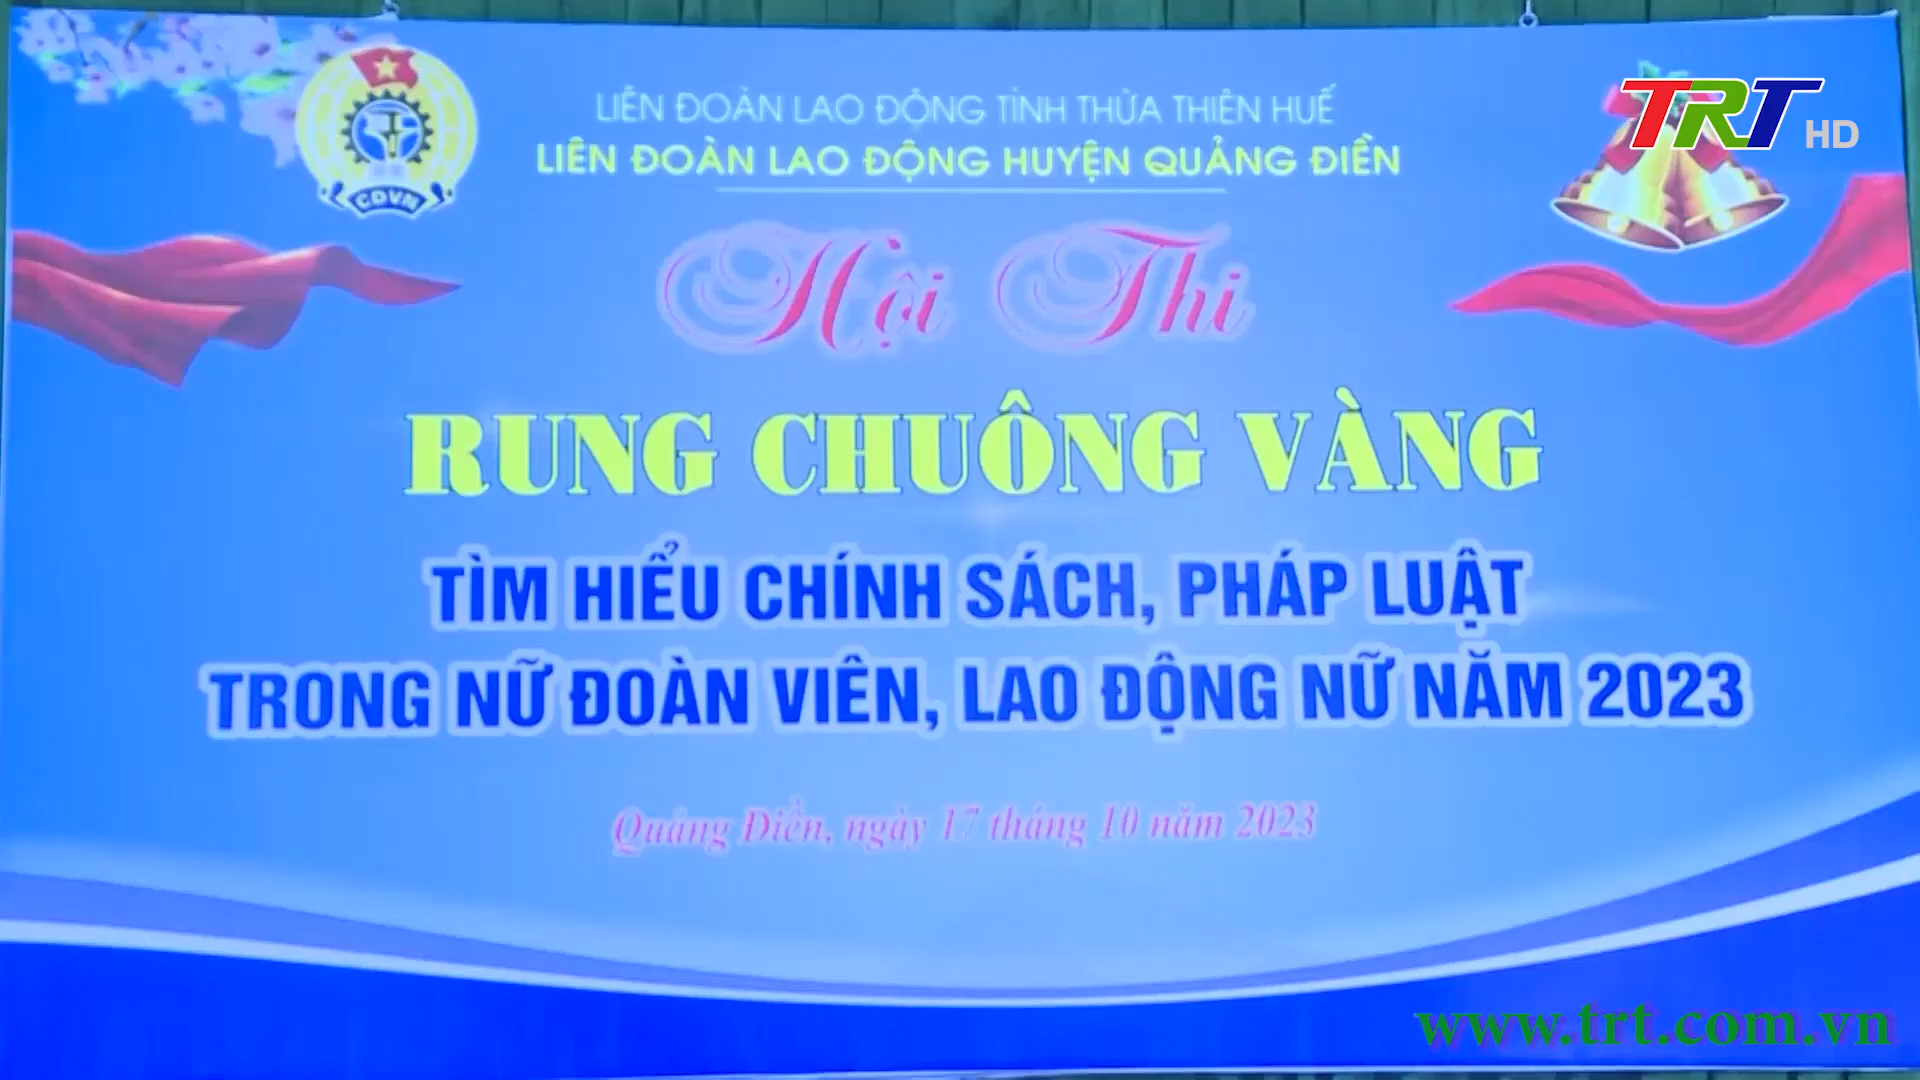 LIÊN ĐOÀN LAO ĐỘNG TỈNH THỪA THIÊN HUẾ
LIÊN ĐOÀN LAO ĐỘNG HUYỆN QUẢNG ĐIỀN
TRT HD
CĐVN
Hội Thi
RUNG CHUÔNG VÀNG
TÌM HIỂU CHÍNH SÁCH, PHÁP LUẬT
TRONG NỮ ĐOÀN VIÊN, LAO ĐỘNG NỮ NĂM 2023
Quảng Điền, ngày 17 tháng 10 năm 2023
www.trt.com.vn